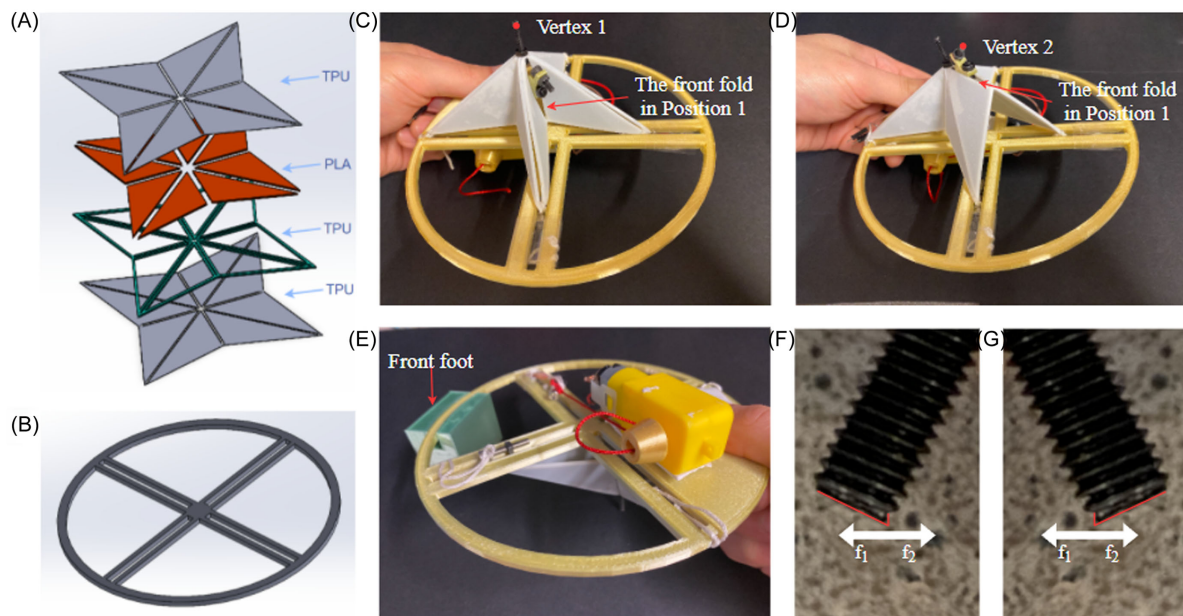 (A)
TPU
PLA
TPU
TPU
(B)
(C)
Vertex 1
The front fold
in Position 1
(D)
Vertex 2
The front fold
in Position 1
(E)
Front foot
(F)
f1 f2
(G)
f1 f2